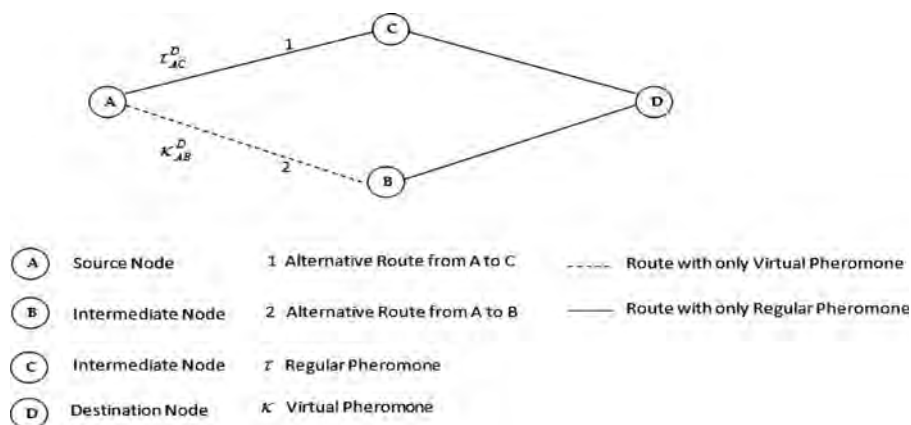 C
1
τ^D_AC
A
D
κ^D_AB
2
B
A Source Node 1 Alternative Route from A to C Route with only Virtual Pheromone
B Intermediate Node 2 Alternative Route from A to B Route with only Regular Pheromone
C Intermediate Node τ Regular Pheromone
D Destination Node κ Virtual Pheromone